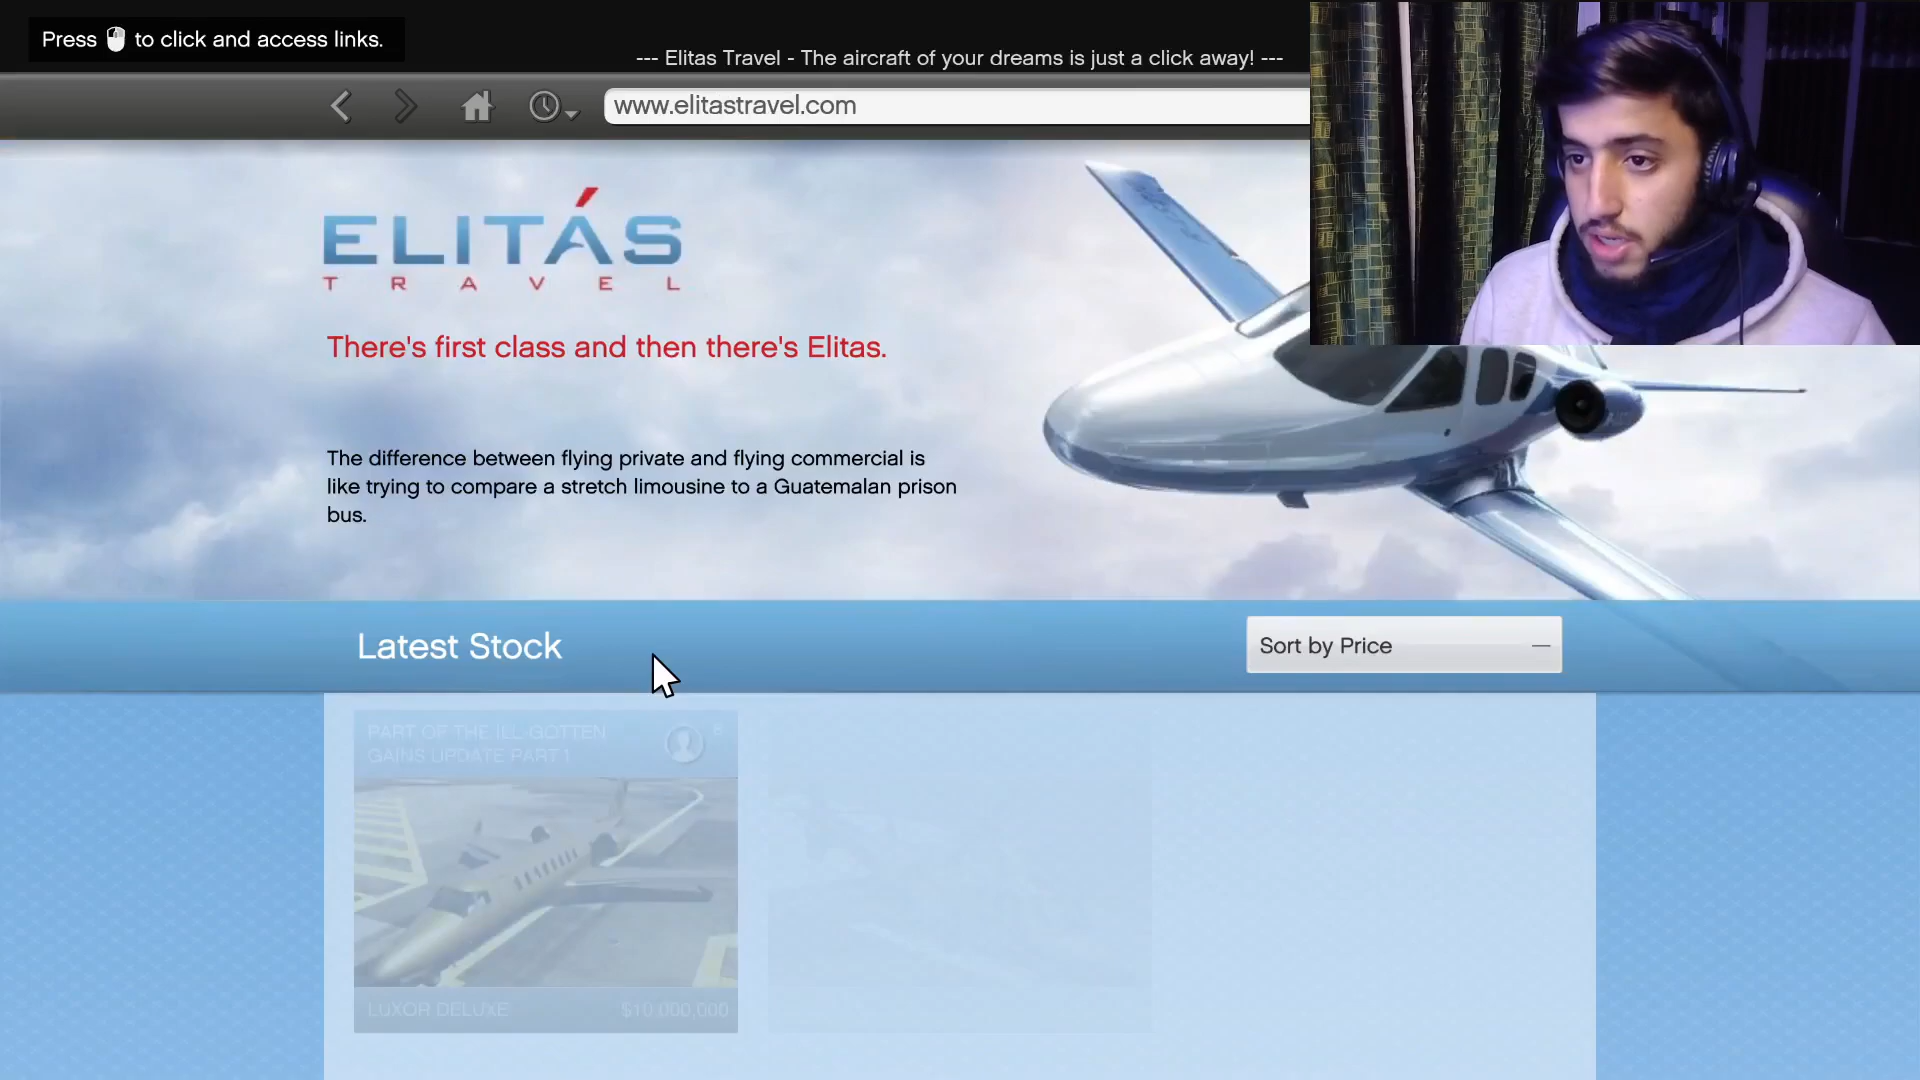 Press to click and access links.
--- Elitas Travel - The aircraft of your dreams is just a click away! ---
www.elitastravel.com
ELITÁS
TRAVEL
There's first class and then there's Elitas.
The difference between flying private and flying commercial is
like trying to compare a stretch limousine to a Guatemalan prison
bus.
Latest Stock
Sort by Price
PART OF THE ILL-GOTTEN
GAINS UPDATE PART 1
LUXOR DELUXE $10,000,000